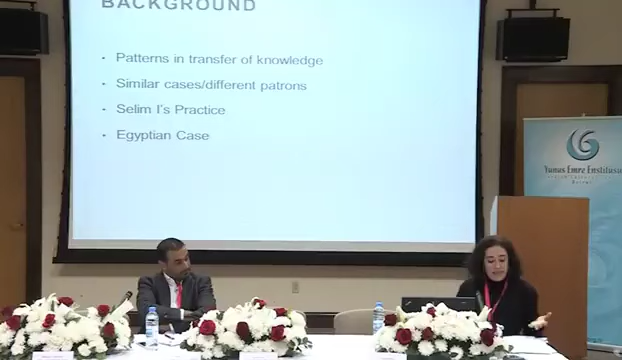 BACKGROUND
• Patterns in transfer of knowledge
• Similar cases/different patrons
• Selim I's Practice
• Egyptian Case
Yunus Emre Enstitüsü